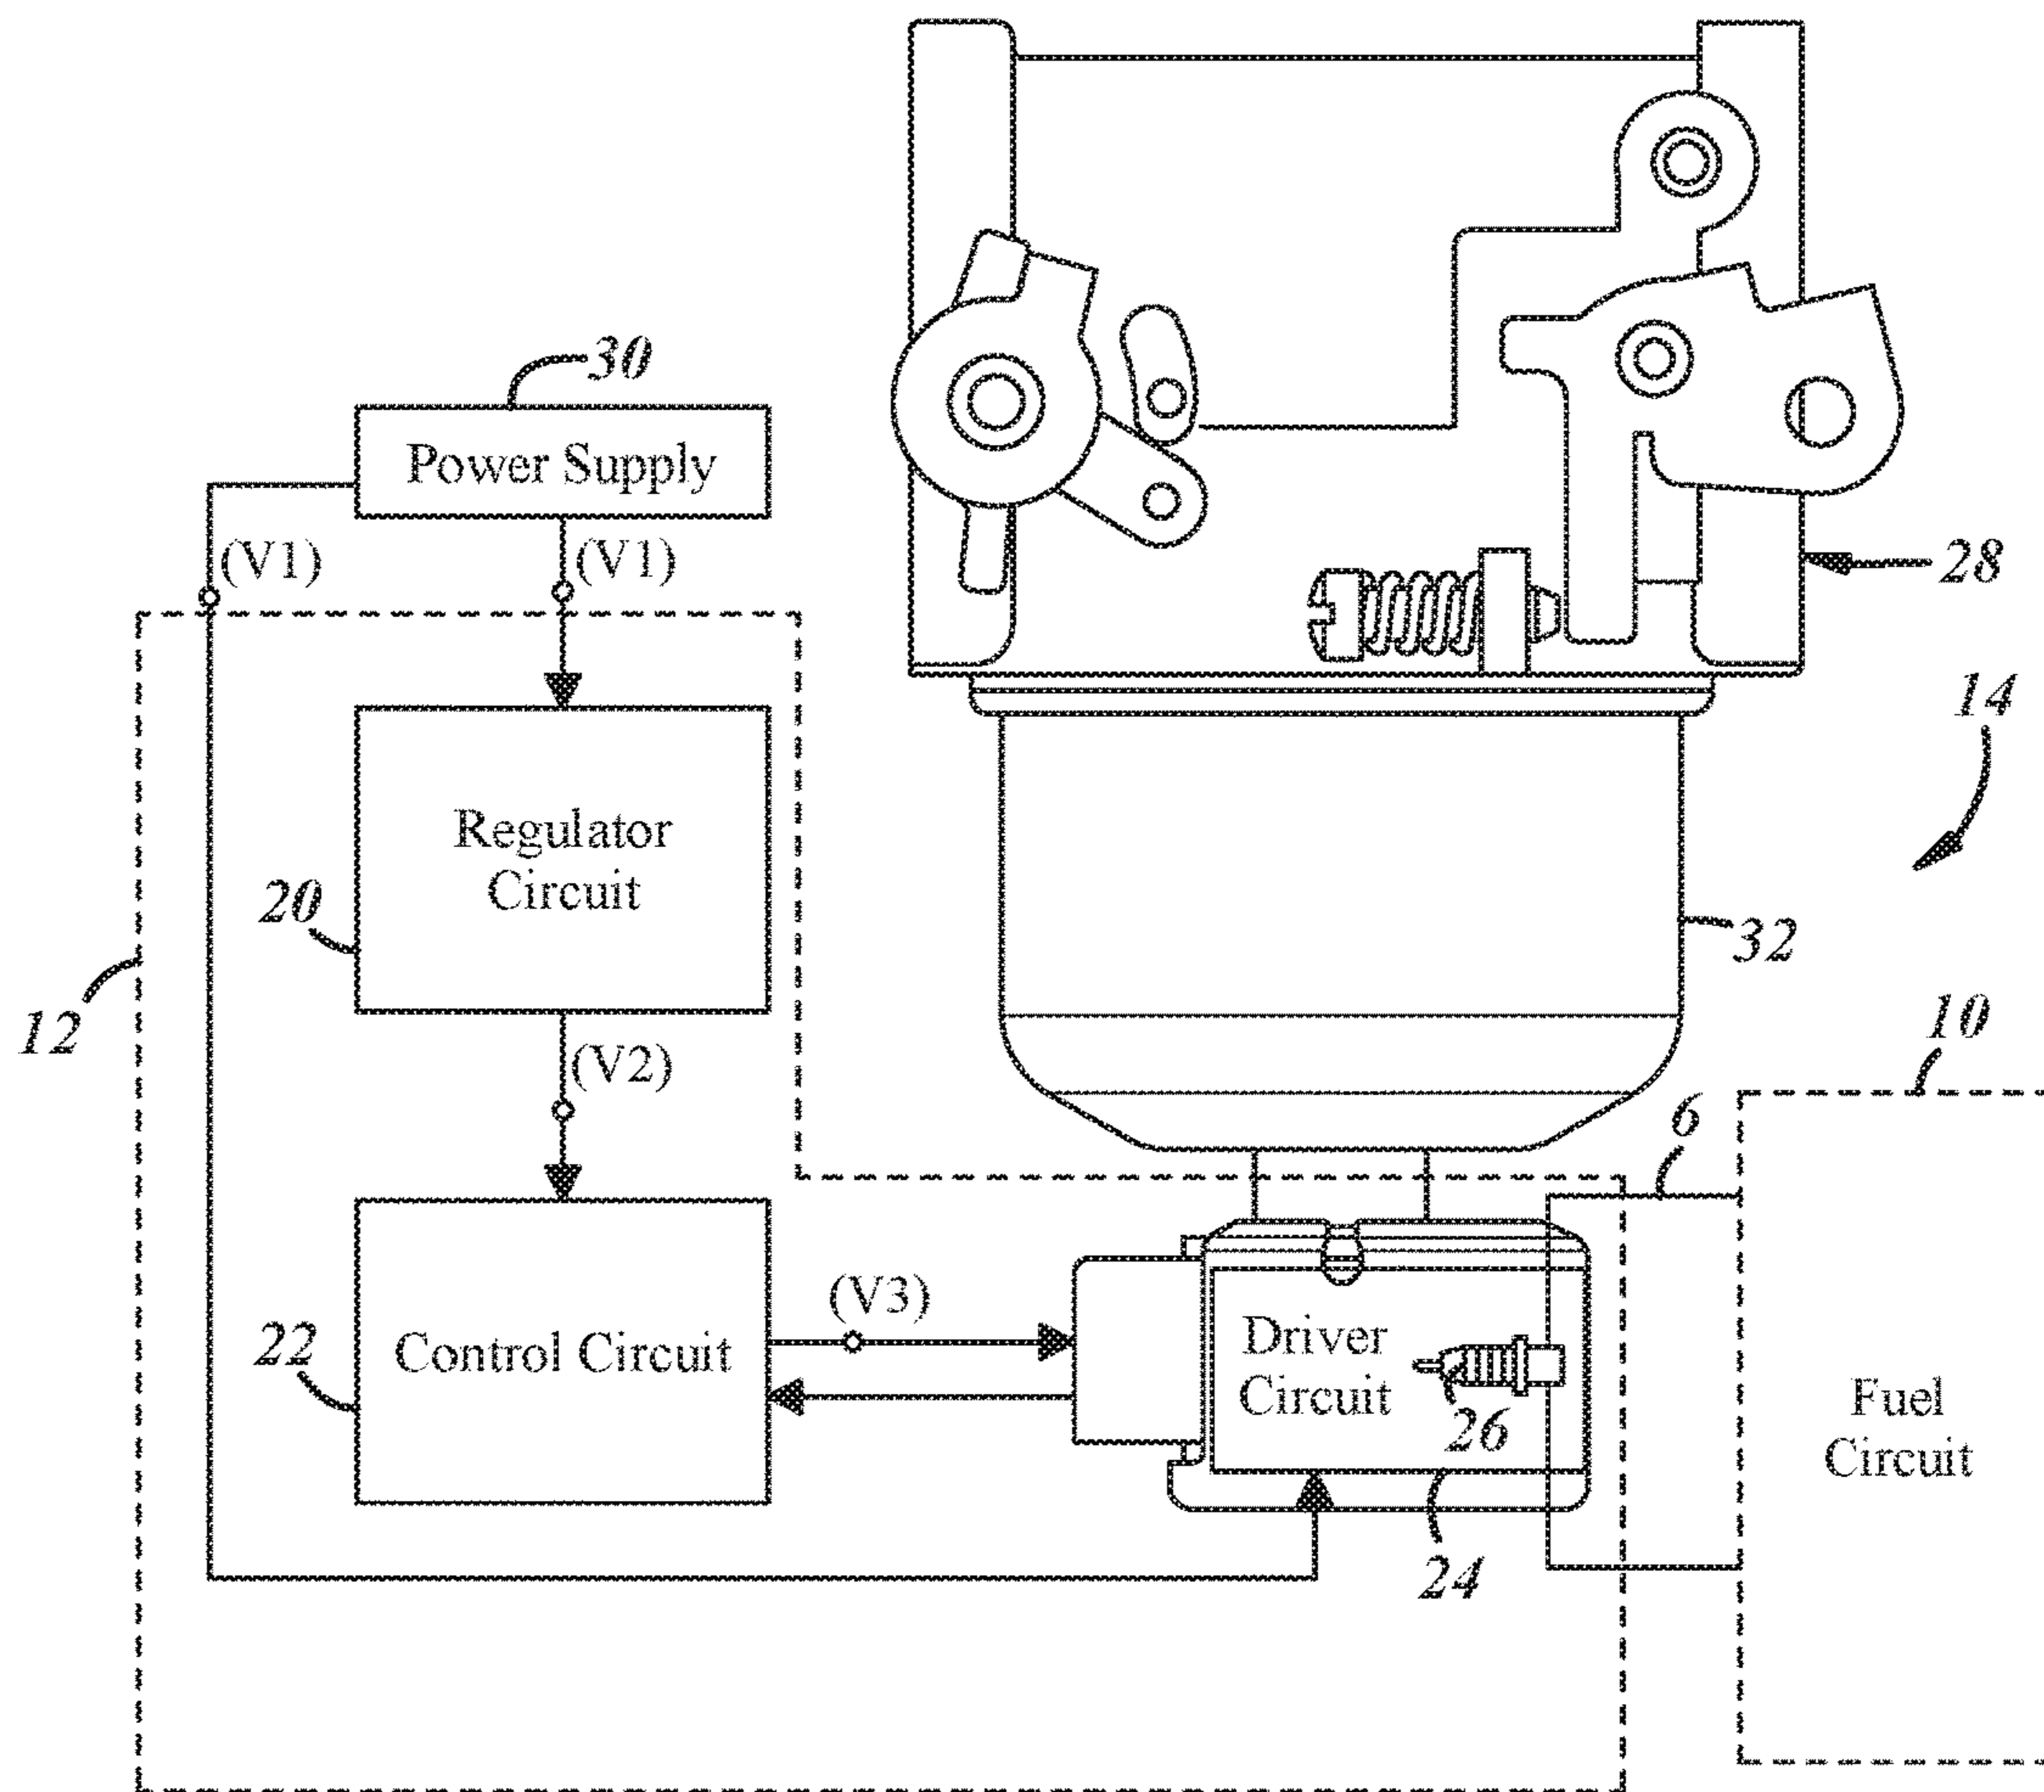 30
Power Supply
(V1)
(V1)
28
14
Regulator
Circuit
20
32
12
10
(V2)
6
(V3)
22
Control Circuit
Driver
Circuit
26
Fuel
Circuit
24